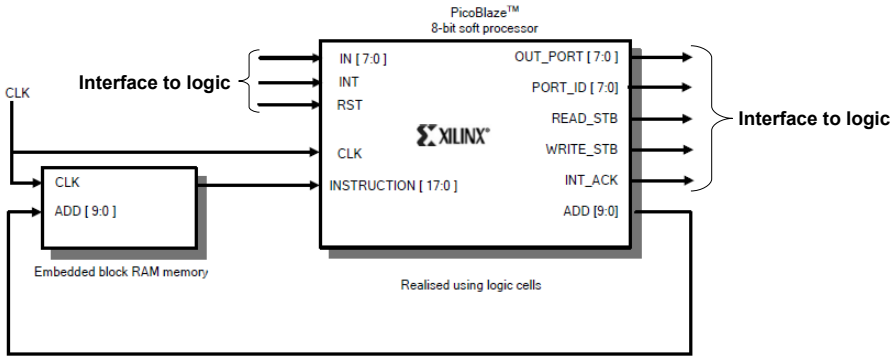 PicoBlaze™
8-bit soft processor
CLK
Interface to logic
IN [ 7:0 ]
INT
RST
CLK
INSTRUCTION [ 17:0 ]
XILINX®
OUT_PORT [ 7:0 ]
PORT_ID [ 7:0]
READ_STB
WRITE_STB
INT_ACK
ADD [9:0]
Interface to logic
CLK
ADD [ 9:0 ]
Embedded block RAM memory
Realised using logic cells